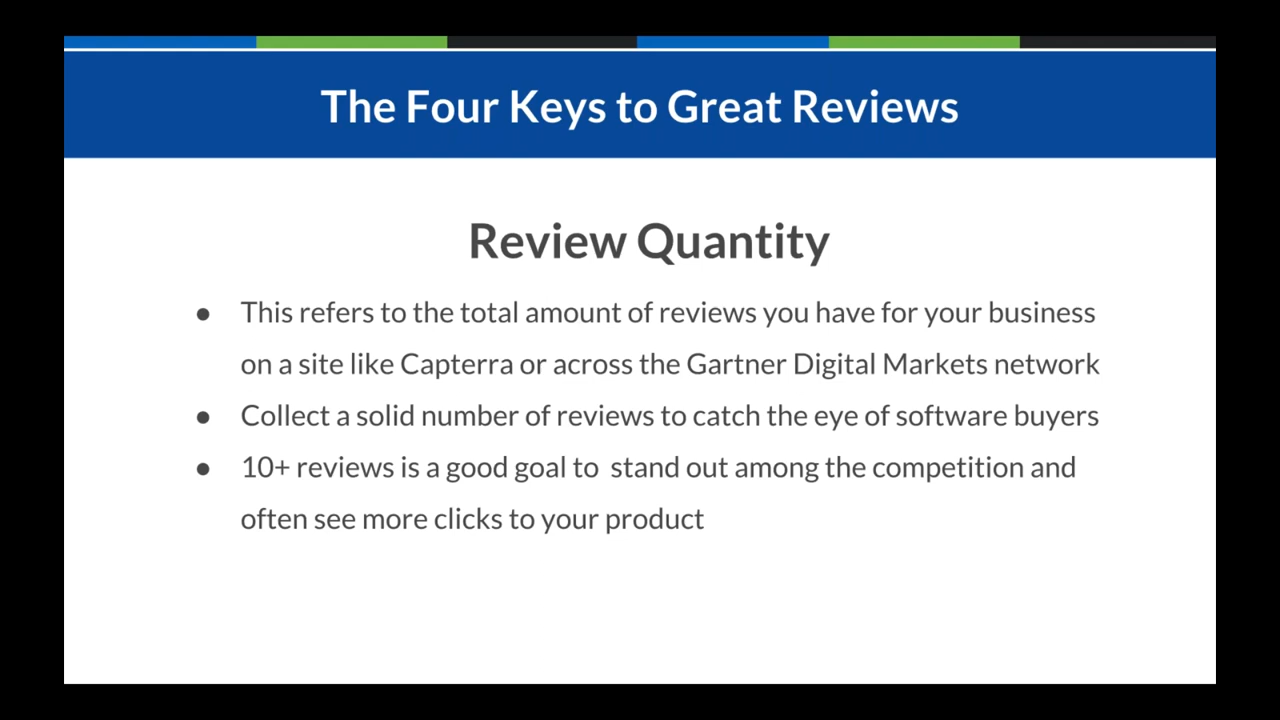 The Four Keys to Great Reviews
Review Quantity
● This refers to the total amount of reviews you have for your business
on a site like Capterra or across the Gartner Digital Markets network
● Collect a solid number of reviews to catch the eye of software buyers
● 10+ reviews is a good goal to  stand out among the competition and
often see more clicks to your product